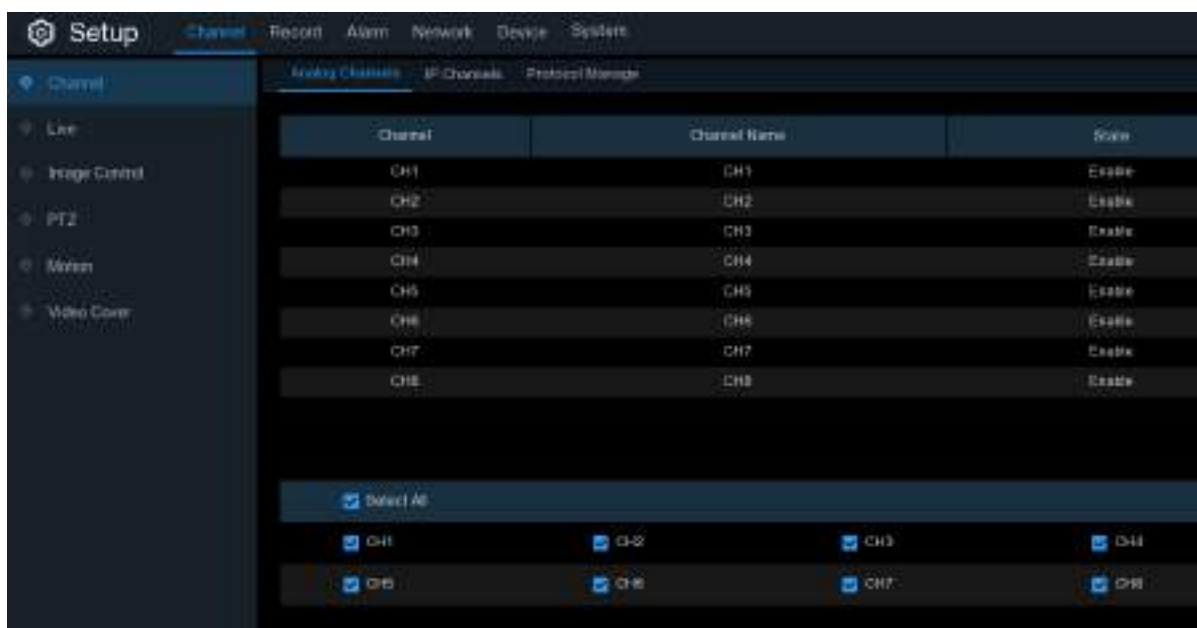 Setup Channel Record Alarm Network Device System
Channel Analog Channels IP Channels Protocol Manage
Live
Channel Channel Name State
Image Control
CH1 CH1 Enable
CH2 CH2 Enable
PTZ
CH3 CH3 Enable
Motion
CH4 CH4 Enable
CH5 CH5 Enable
Video Cover
CH6 CH6 Enable
CH7 CH7 Enable
CH8 CH8 Enable
Select All
CH1 CH2 CH3 CH4
CH5 CH6 CH7 CH8